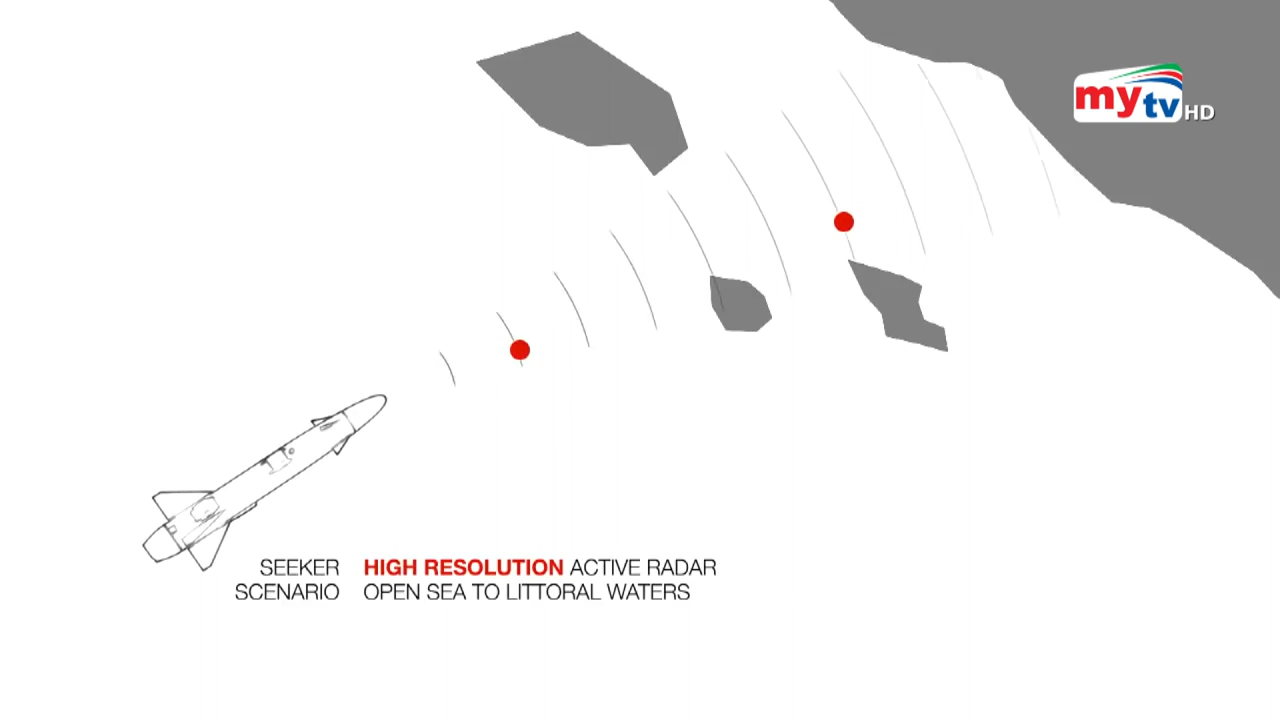 mytv HD
SEEKER HIGH RESOLUTION ACTIVE RADAR
SCENARIO OPEN SEA TO LITTORAL WATERS